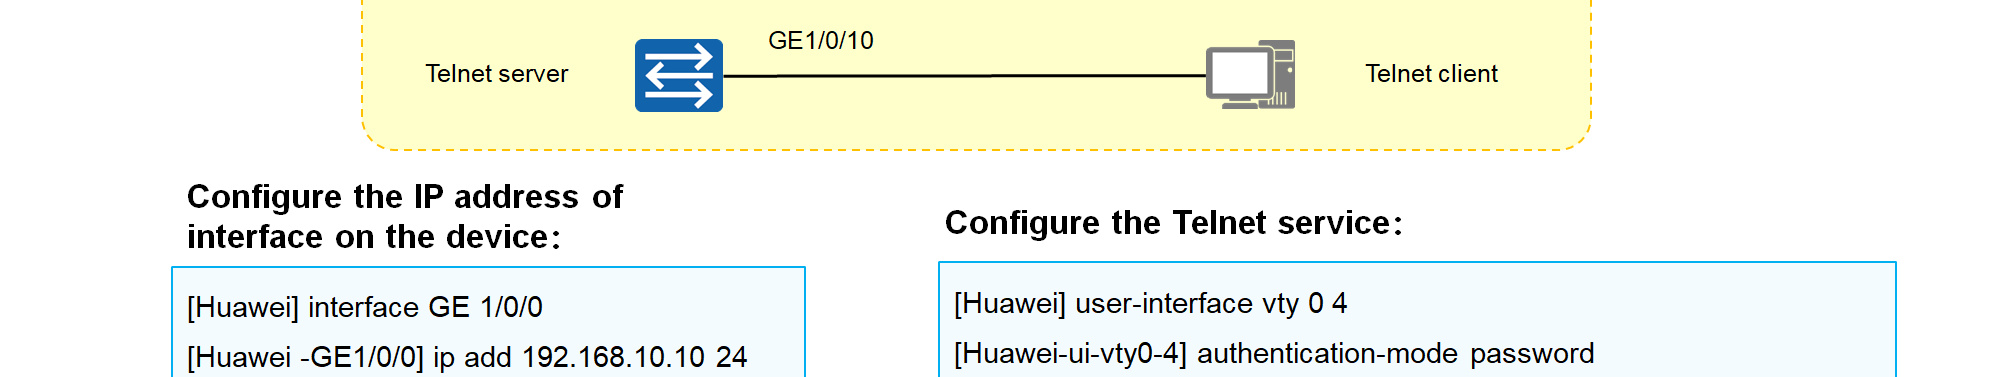 GE1/0/10
Telnet server
Telnet client
Configure the IP address of
interface on the device:
[Huawei] interface GE 1/0/0
[Huawei -GE1/0/0] ip add 192.168.10.10 24
Configure the Telnet service:
[Huawei] user-interface vty 0 4
[Huawei-ui-vty0-4] authentication-mode password